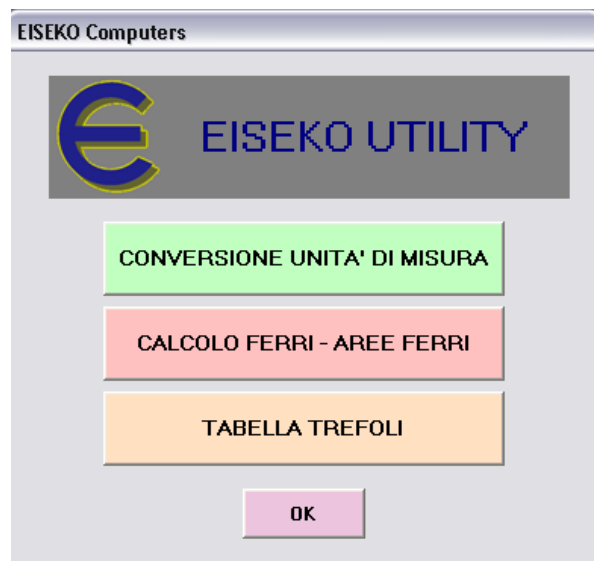 EISEKO Computers
EISEKO UTILITY
CONVERSIONE UNITA' DI MISURA
CALCOLO FERRI - AREE FERRI
TABELLA TREFOLI
OK